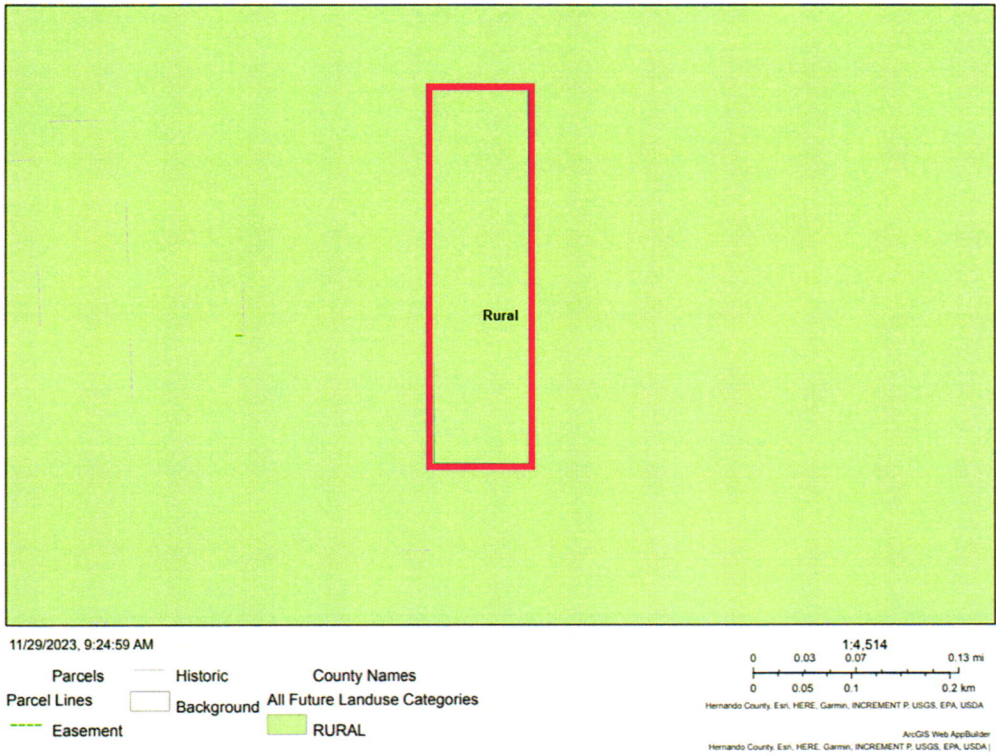 Rural
11/29/2023, 9:24:59 AM
Parcels
Historic
County Names
Parcel Lines
Background
All Future Landuse Categories
Easement
RURAL
1:4,514
0 0.03 0.07 0.13 mi
0 0.05 0.1 0.2 km
Hernando County, Esri, HERE, Garmin, INCREMENT P, USGS, EPA, USDA
ArcGIS Web AppBuilder
Hernando County, Esri, HERE, Garmin, INCREMENT P, USGS, EPA, USDA |